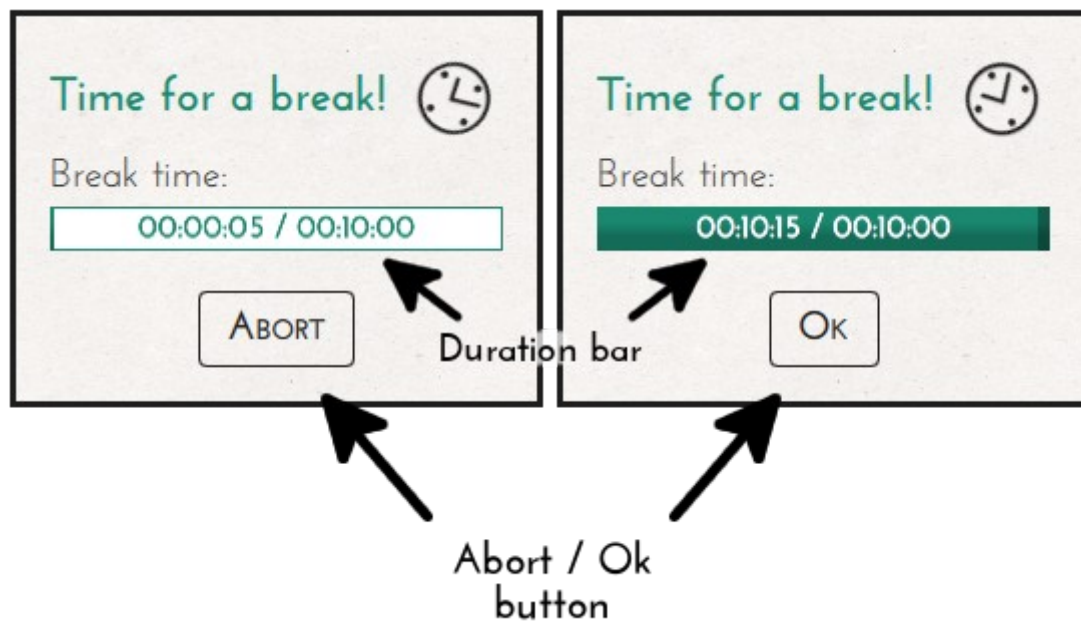 Time for a break!
Break time:
00:00:05 / 00:10:00
ABORT
Time for a break!
Break time:
00:10:15 / 00:10:00
OK
Duration bar
Abort / Ok
button